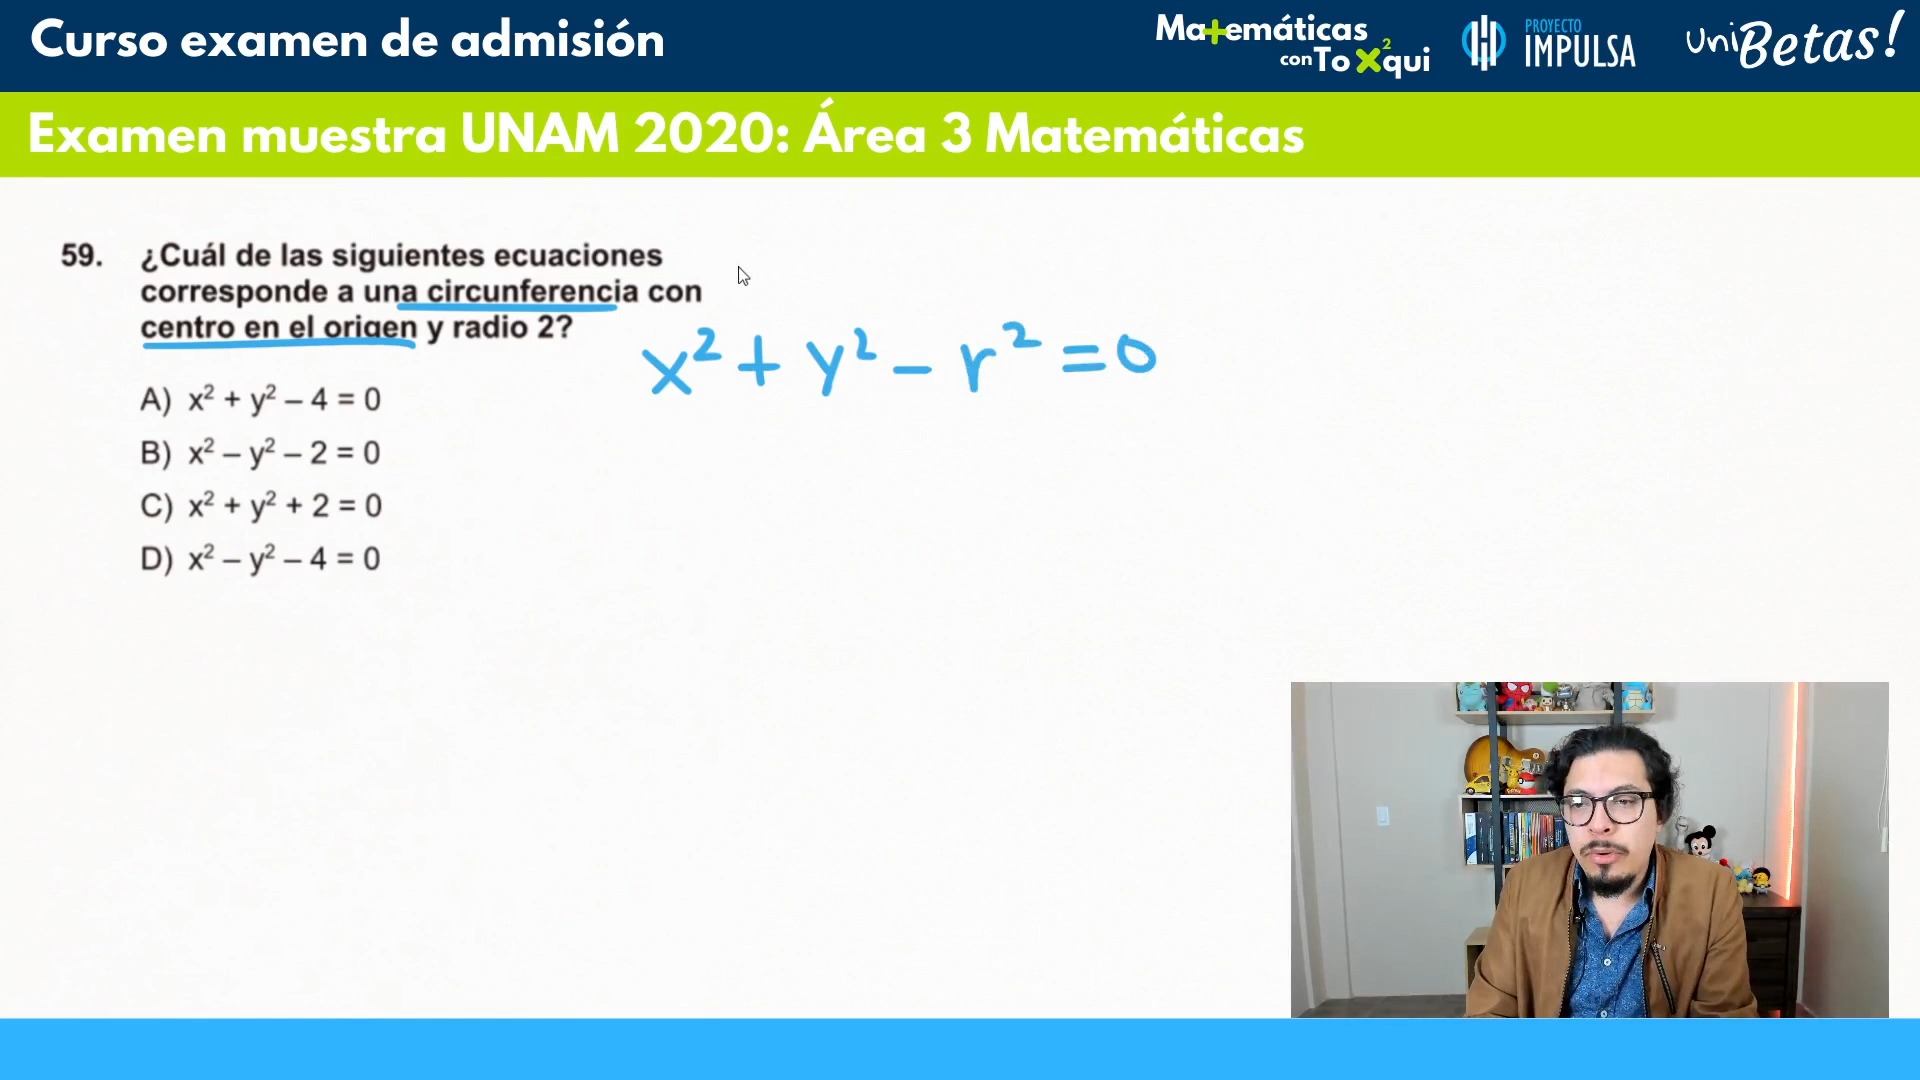 Curso examen de admisión
Matemáticas
con To x² qui
PROYECTO
IMPULSA
uniBetas!
Examen muestra UNAM 2020: Área 3 Matemáticas
59. ¿Cuál de las siguientes ecuaciones
corresponde a una circunferencia con
centro en el origen y radio 2?
x² + y² – r² = 0
A) x² + y² – 4 = 0
B) x² – y² – 2 = 0
C) x² + y² + 2 = 0
D) x² – y² – 4 = 0